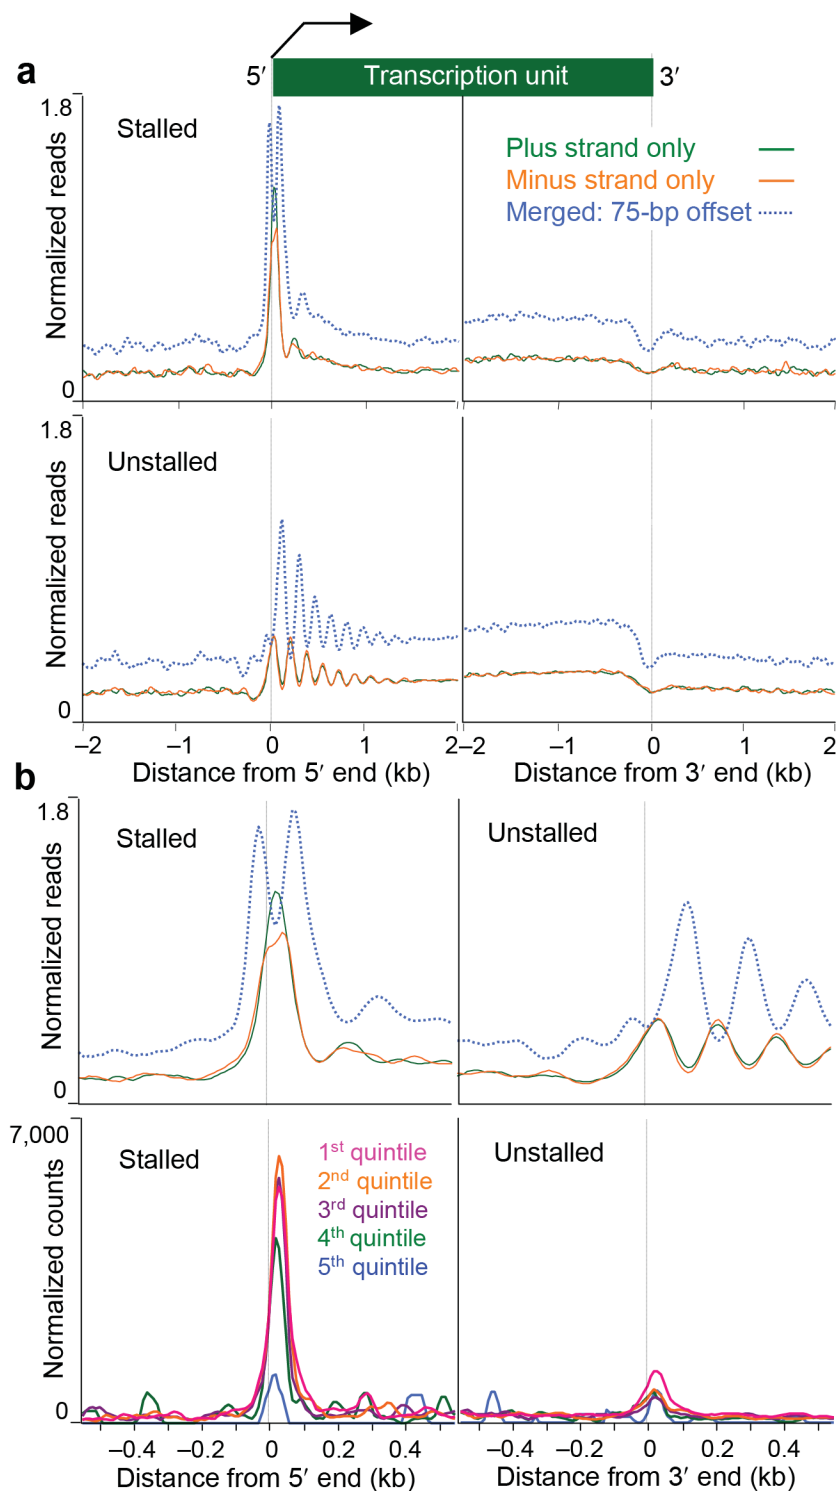 a
5′ Transcription unit 3′
1.8
Stalled
Plus strand only
Minus strand only
Merged: 75-bp offset
Normalized reads
0
1.8
Unstalled
Normalized reads
0
–2 –1 0 1 2 –2 –1 0 1 2
Distance from 5′ end (kb) Distance from 3′ end (kb)
b
1.8
Stalled Unstalled
Normalized reads
0
7,000
Stalled Unstalled
1st quintile
2nd quintile
3rd quintile
4th quintile
5th quintile
Normalized counts
0
–0.4 –0.2 0 0.2 0.4 –0.4 –0.2 0 0.2 0.4
Distance from 5′ end (kb) Distance from 3′ end (kb)